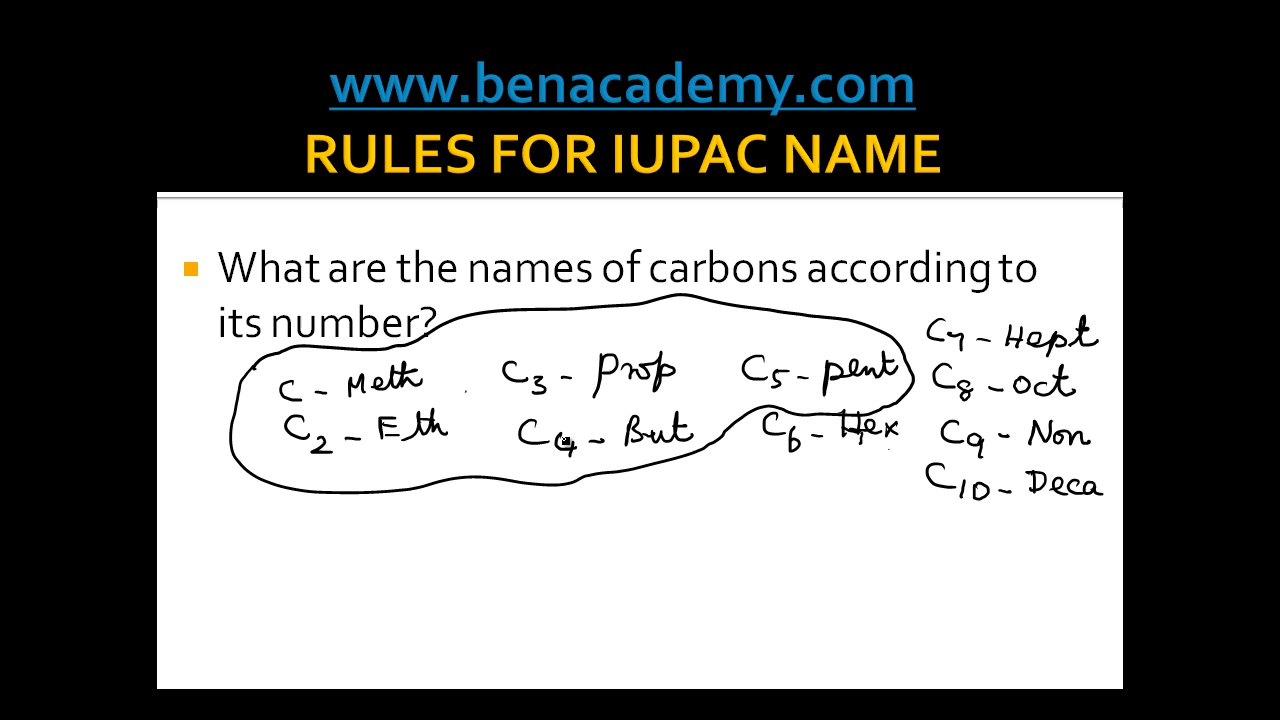 www.benacademy.com
RULES FOR IUPAC NAME
What are the names of carbons according to
its number?
C - Meth
C2 - Eth
C3 - Prop
C4 - But
C5 - pent
C6 - Hex
C7 - Hept
C8 - Oct
C9 - Non
C10 - Deca